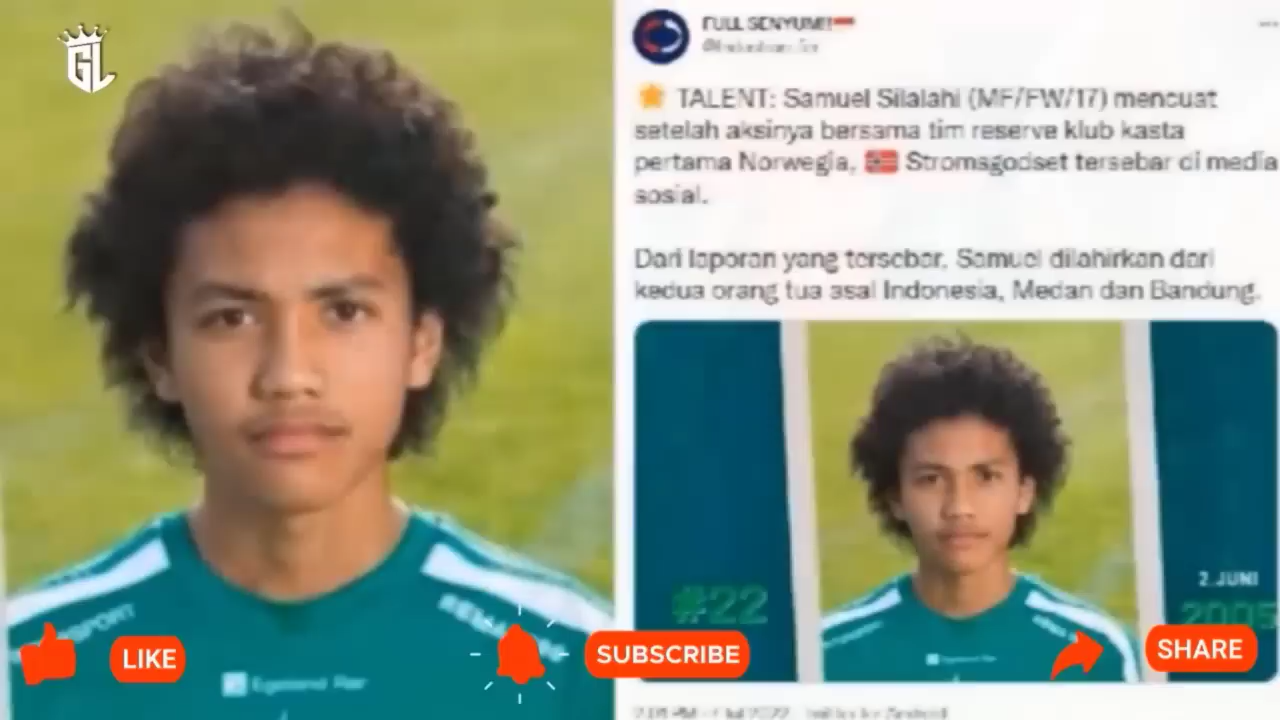 GL
FULL SENYUM!!
TALENT: Samuel Silalahi (MF/FW/17) mencuat
setelah aksinya bersama tim reserve klub kasta
pertama Norwegia, Stromsgodset tersebar di media
sosial.
Dari laporan yang tersebar, Samuel dilahirkan dari
kedua orang tua asal Indonesia, Medan dan Bandung.
#22
2.JUNI
2005
SPORT
LIKE
SUBSCRIBE
SHARE